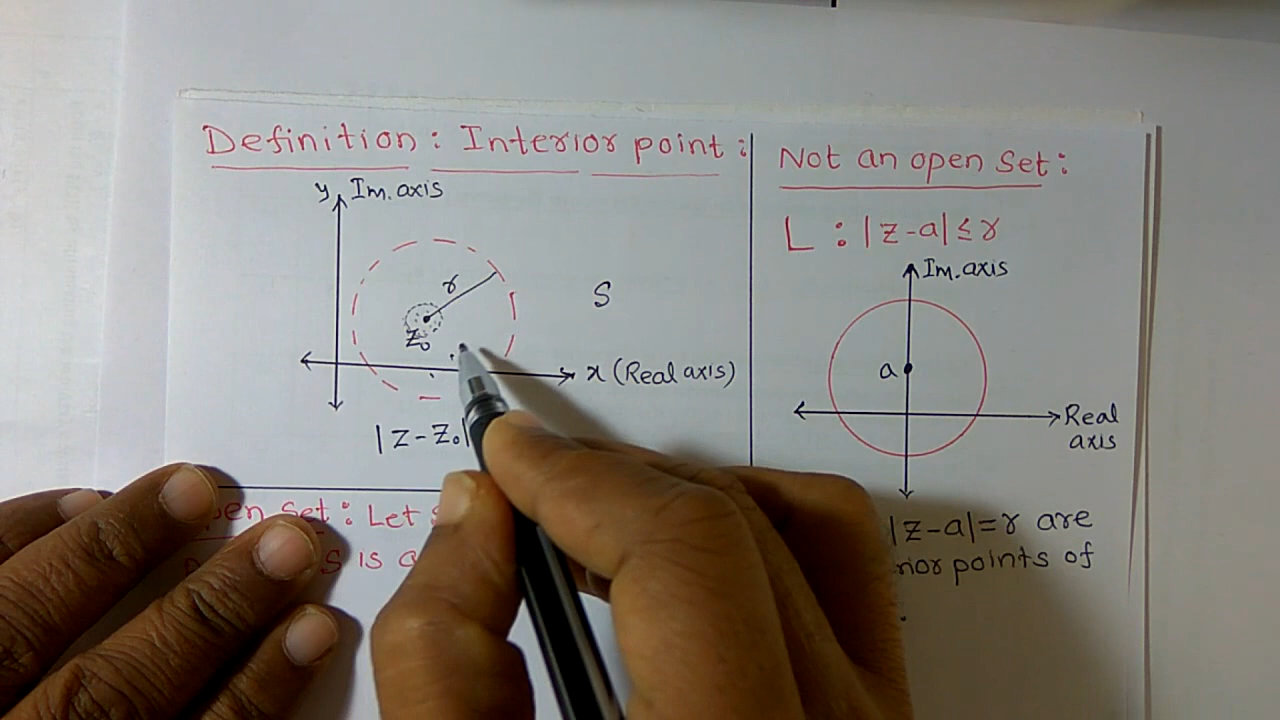 Definition: Interior point:
y Im. axis
r
S
z₀
x (Real axis)
|z-z₀|
Set: Let
S is a
Not an open Set:
L : |z-a| ≤ r
Im. axis
a
Real
axis
|z-a|=r are
points of